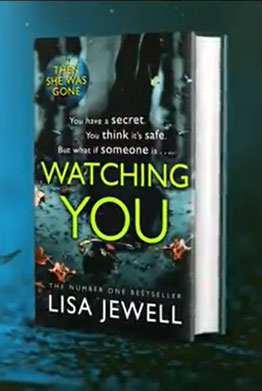 THEN
SHE WAS
GONE
You have a secret.
You think it's safe.
But what if someone is . . .
WATCHING
YOU
THE NUMBER ONE BESTSELLER
LISA JEWELL